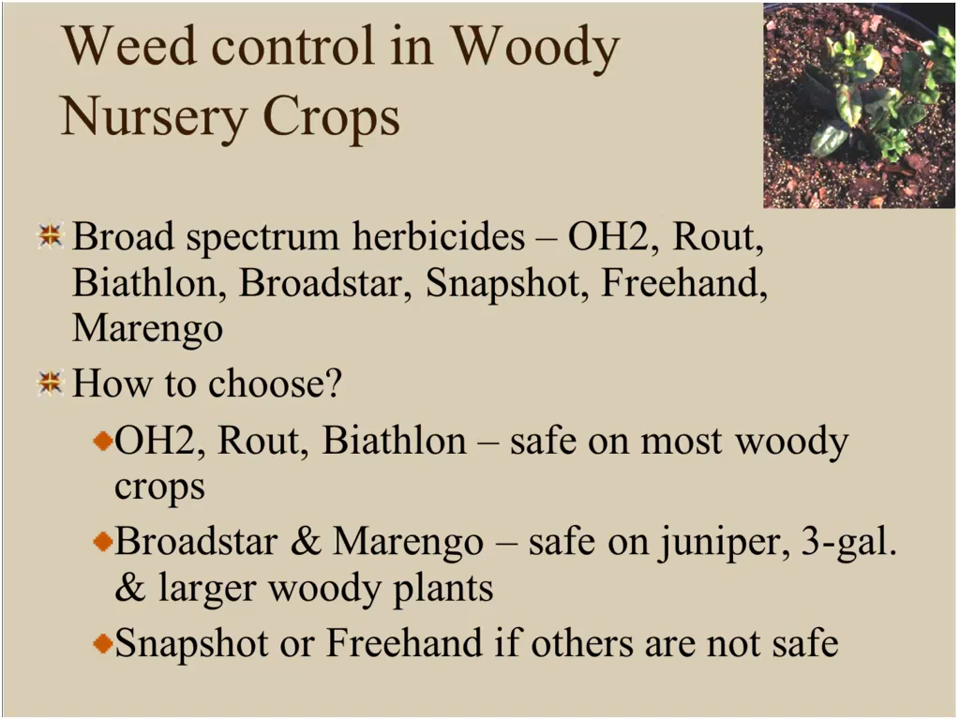 Weed control in Woody
Nursery Crops
Broad spectrum herbicides – OH2, Rout,
Biathlon, Broadstar, Snapshot, Freehand,
Marengo
How to choose?
OH2, Rout, Biathlon – safe on most woody
crops
Broadstar & Marengo – safe on juniper, 3-gal.
& larger woody plants
Snapshot or Freehand if others are not safe